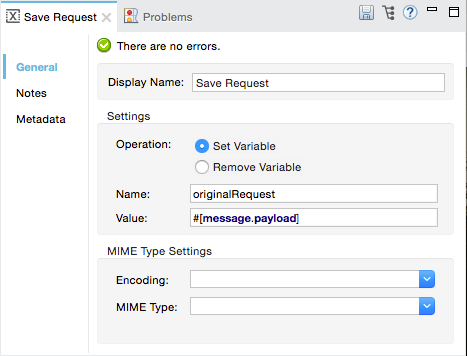 Save Request
Problems
There are no errors.
General
Notes
Metadata
Display Name: Save Request
Settings
Operation: Set Variable
Remove Variable
Name: originalRequest
Value: #[message.payload]
MIME Type Settings
Encoding:
MIME Type: